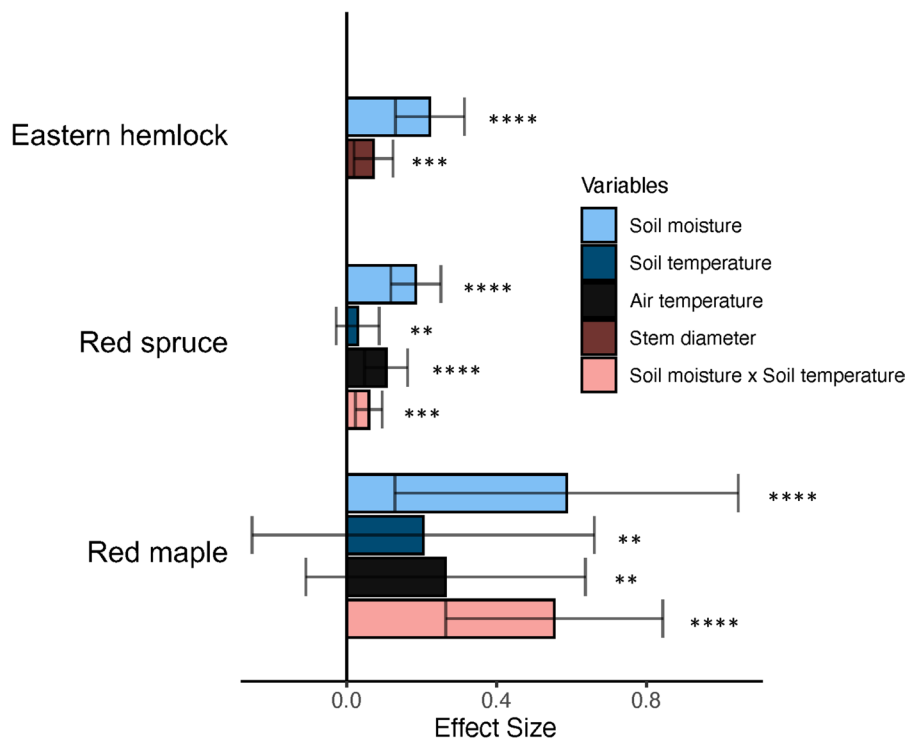 Eastern hemlock
****
***
Red spruce
****
**
****
***
Red maple
****
**
**
****
Variables
Soil moisture
Soil temperature
Air temperature
Stem diameter
Soil moisture x Soil temperature
0.0 0.4 0.8
Effect Size